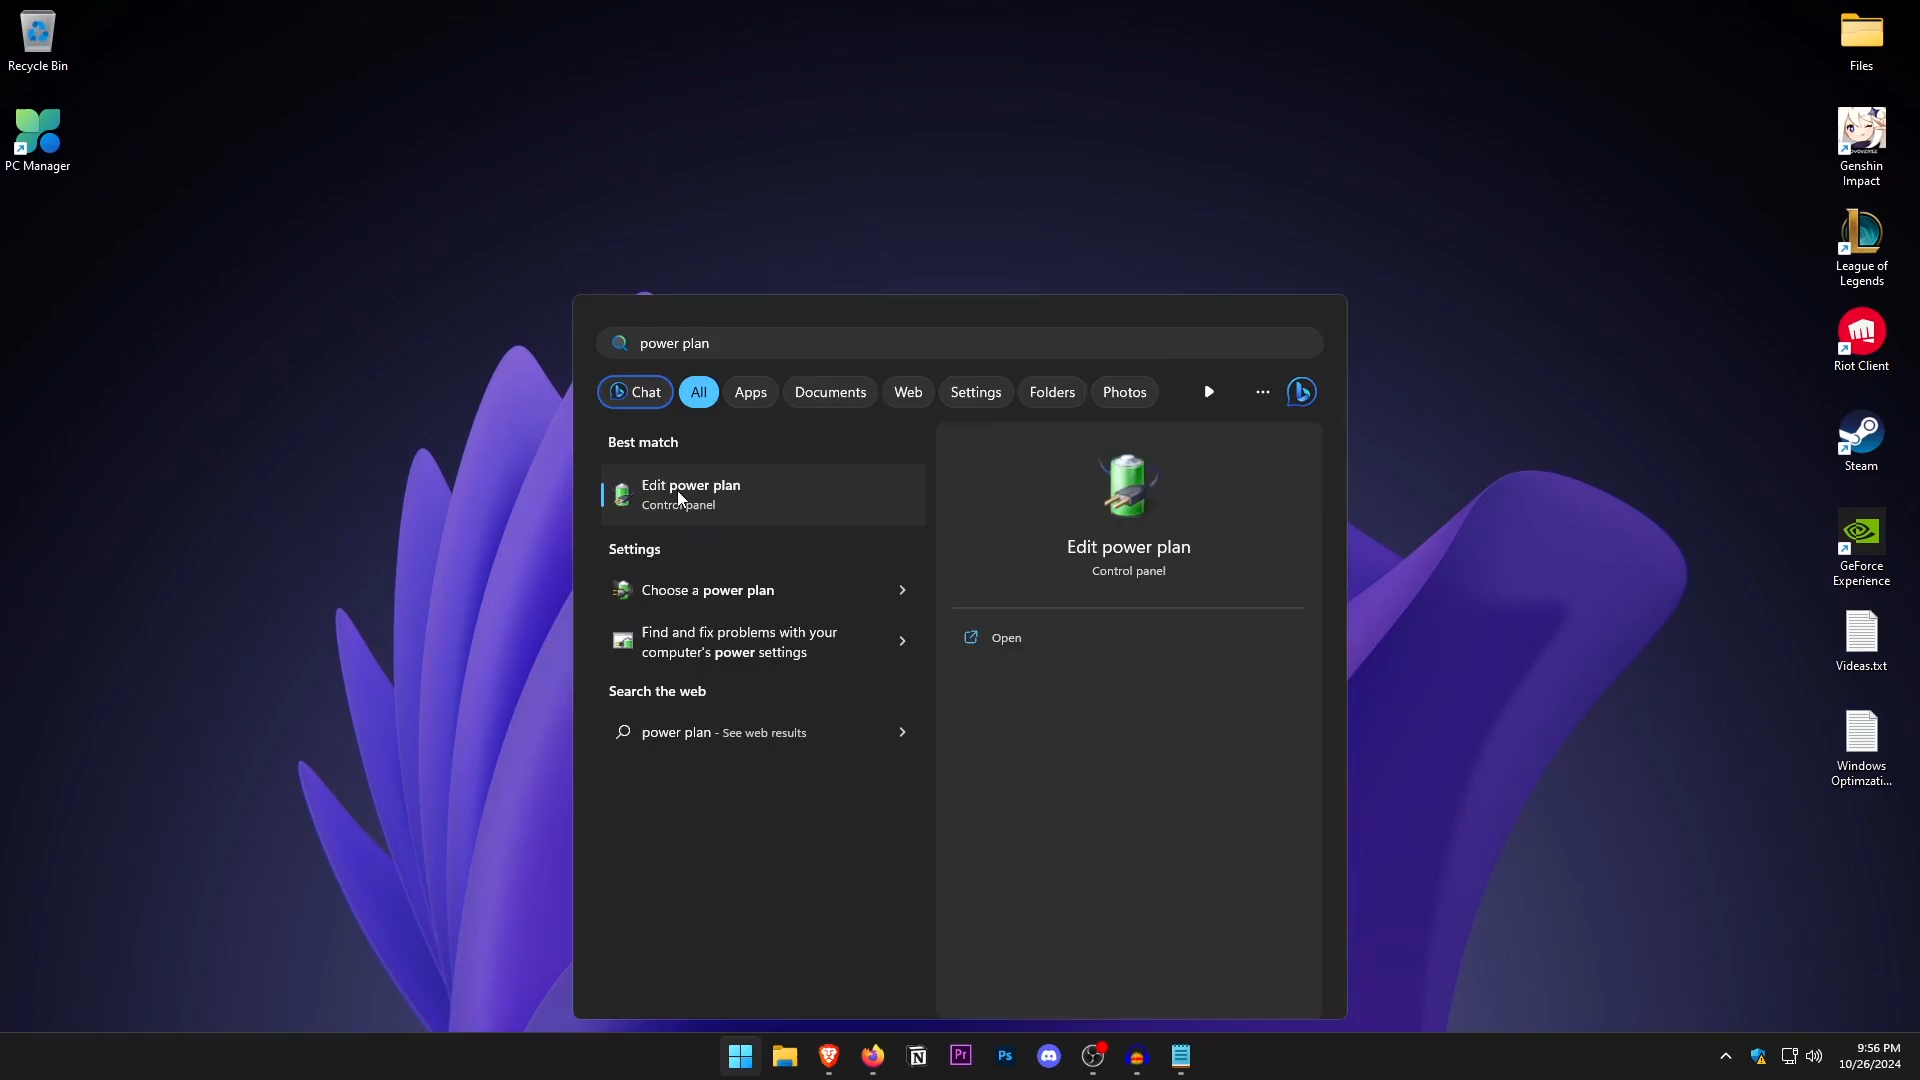 Recycle Bin
PC Manager
Files
Genshin
Impact
League of
Legends
Riot Client
Steam
GeForce
Experience
Videas.txt
Windows
Optimzati...
power plan
Chat
All
Apps
Documents
Web
Settings
Folders
Photos
Best match
Edit power plan
Control panel
Settings
Choose a power plan
Find and fix problems with your
computer's power settings
Search the web
power plan - See web results
Edit power plan
Control panel
Open
N
Pr
Ps
9:56 PM
10/26/2024